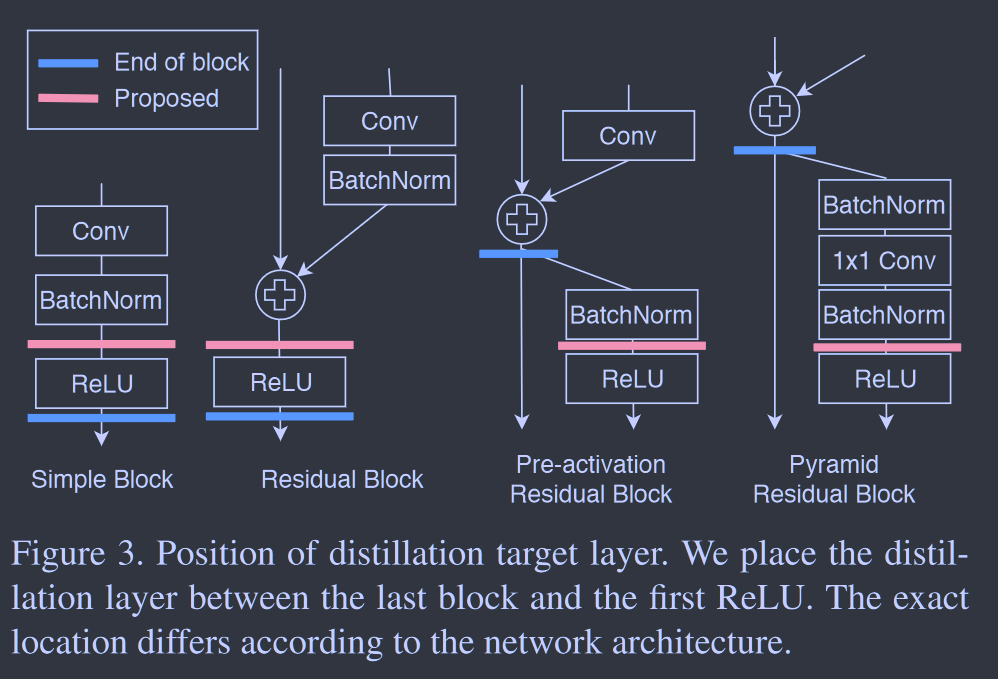 End of block
Proposed
Conv
BatchNorm
ReLU
Simple Block
Conv
BatchNorm
ReLU
Residual Block
Conv
BatchNorm
ReLU
Pre-activation
Residual Block
BatchNorm
1x1 Conv
BatchNorm
ReLU
Pyramid
Residual Block
Figure 3. Position of distillation target layer. We place the distil-
lation layer between the last block and the first ReLU. The exact
location differs according to the network architecture.